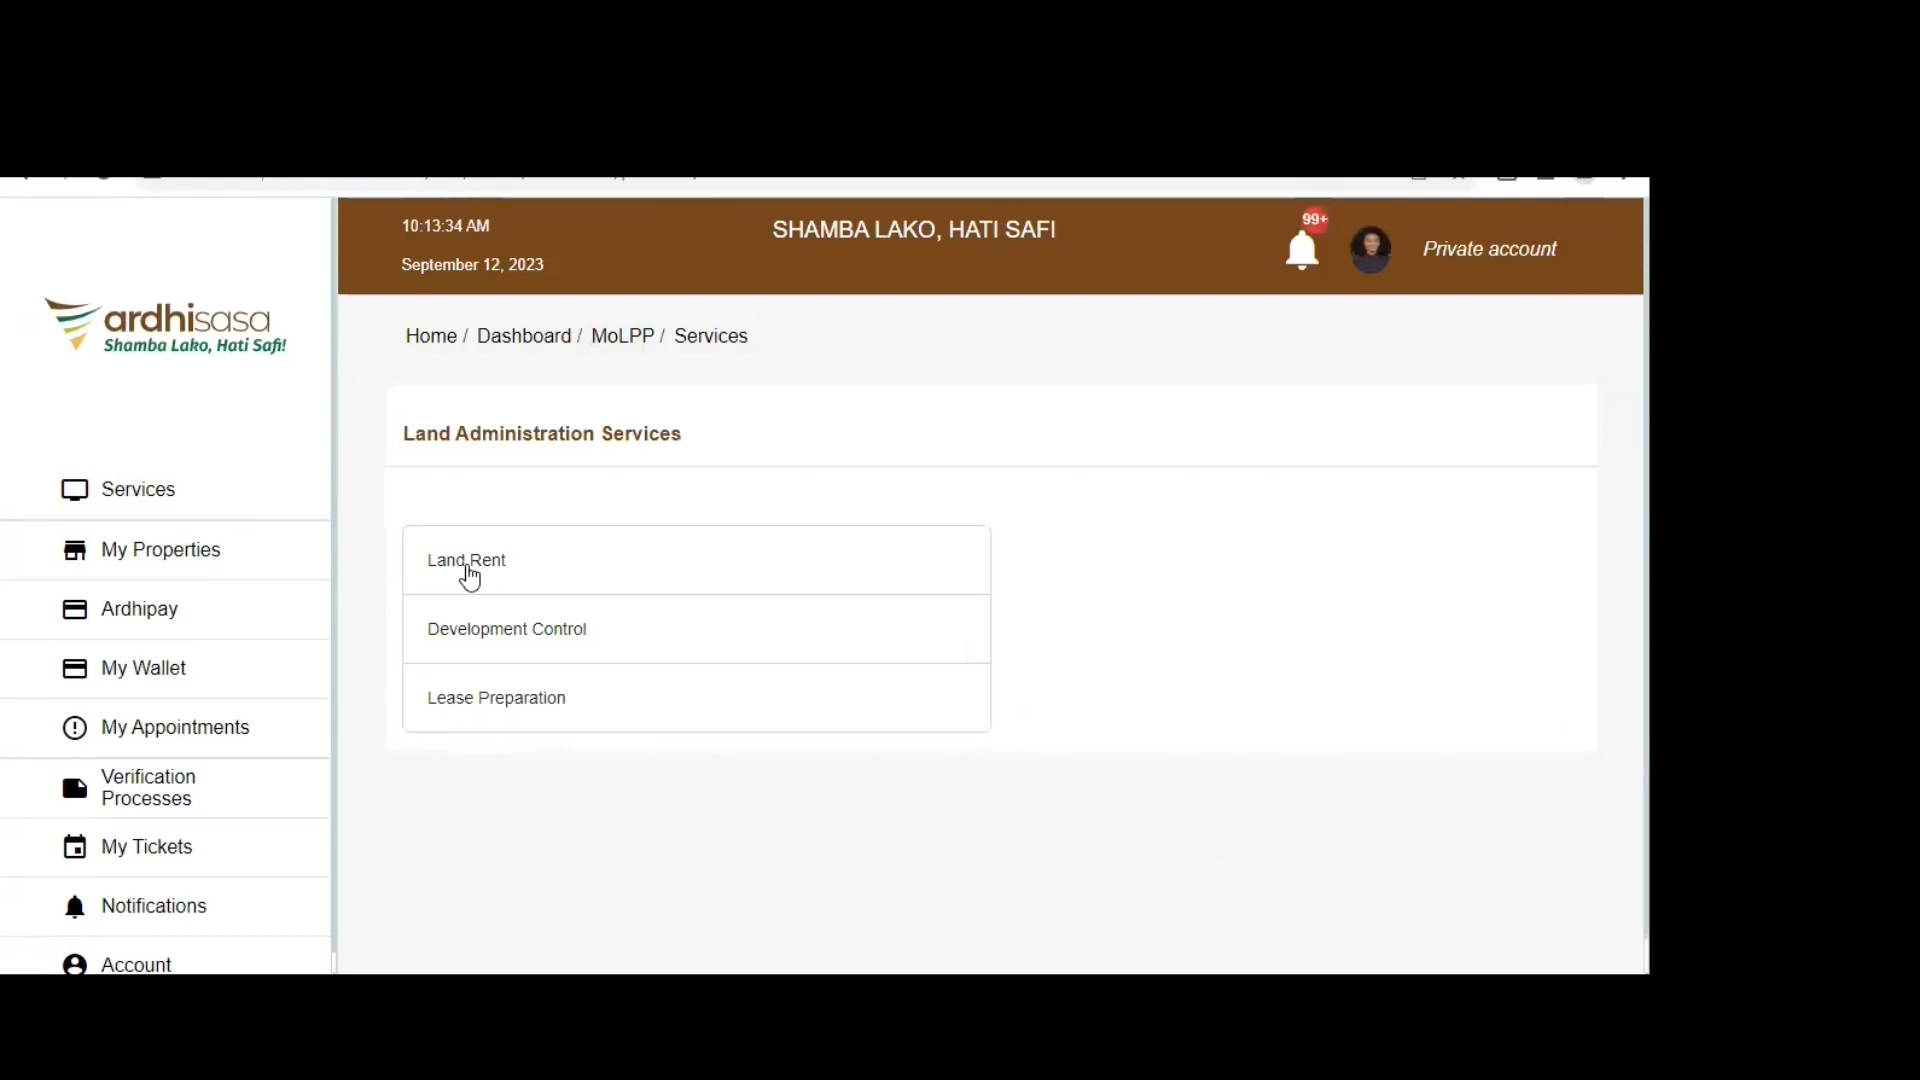 10:13:34 AM
SHAMBA LAKO, HATI SAFI
99+
Private account
September 12, 2023
ardhisasa
Shamba Lako, Hati Safi!
Home / Dashboard / MoLPP / Services
Land Administration Services
Services
My Properties
Ardhipay
My Wallet
My Appointments
Verification
Processes
My Tickets
Notifications
Account
Land Rent
Development Control
Lease Preparation